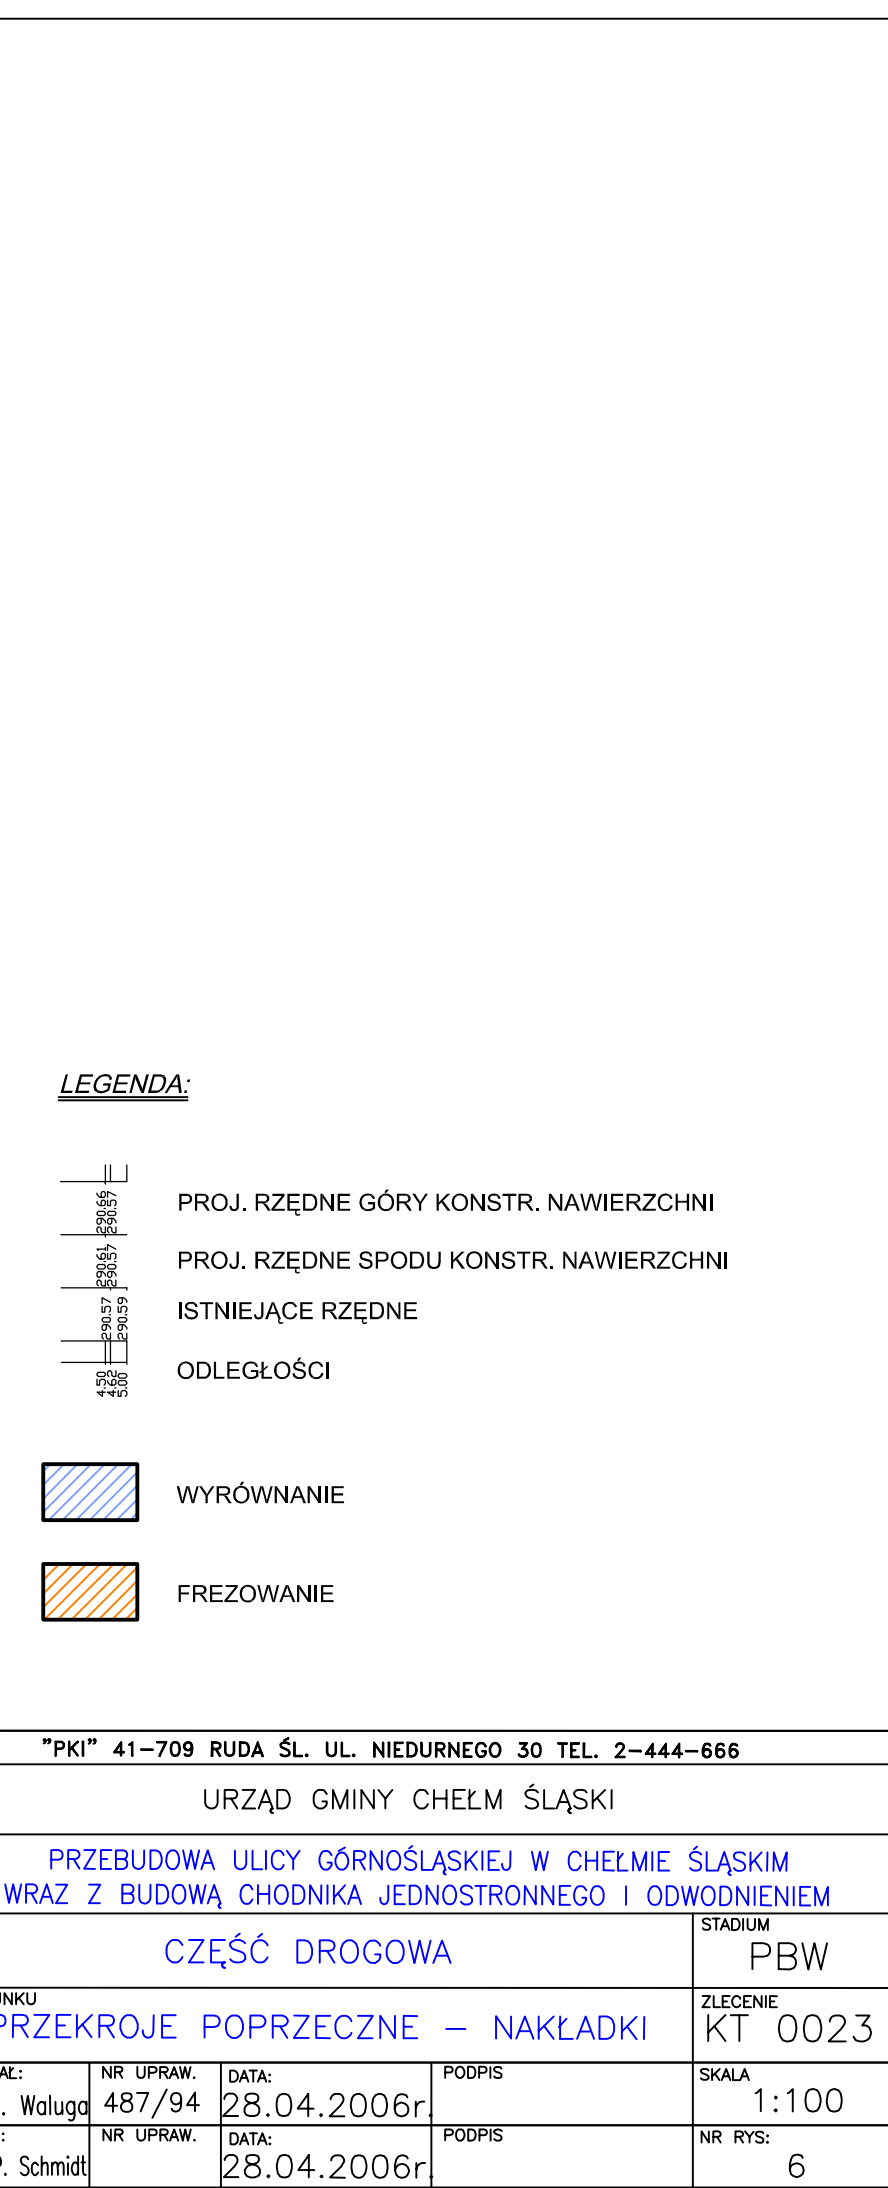 LEGENDA:
290.66 290.57 PROJ. RZĘDNE GÓRY KONSTR. NAWIERZCHNI
290.61 290.57 PROJ. RZĘDNE SPODU KONSTR. NAWIERZCHNI
290.57 290.59 ISTNIEJĄCE RZĘDNE
4.50 4.62 5.00 ODLEGŁOŚCI
WYRÓWNANIE
FREZOWANIE
"PKI" 41-709 RUDA ŚL. UL. NIEDURNEGO 30 TEL. 2-444-666
URZĄD GMINY CHEŁM ŚLĄSKI
PRZEBUDOWA ULICY GÓRNOŚLĄSKIEJ W CHEŁMIE ŚLĄSKIM
WRAZ Z BUDOWĄ CHODNIKA JEDNOSTRONNEGO I ODWODNIENIEM
CZĘŚĆ DROGOWA
STADIUM
PBW
UNKU
PRZEKROJE POPRZECZNE – NAKŁADKI
ZLECENIE
KT 0023
AŁ: NR UPRAW. DATA: PODPIS SKALA
. Waluga 487/94 28.04.2006r. 1:100
: NR UPRAW. DATA: PODPIS NR RYS:
P. Schmidt 28.04.2006r. 6